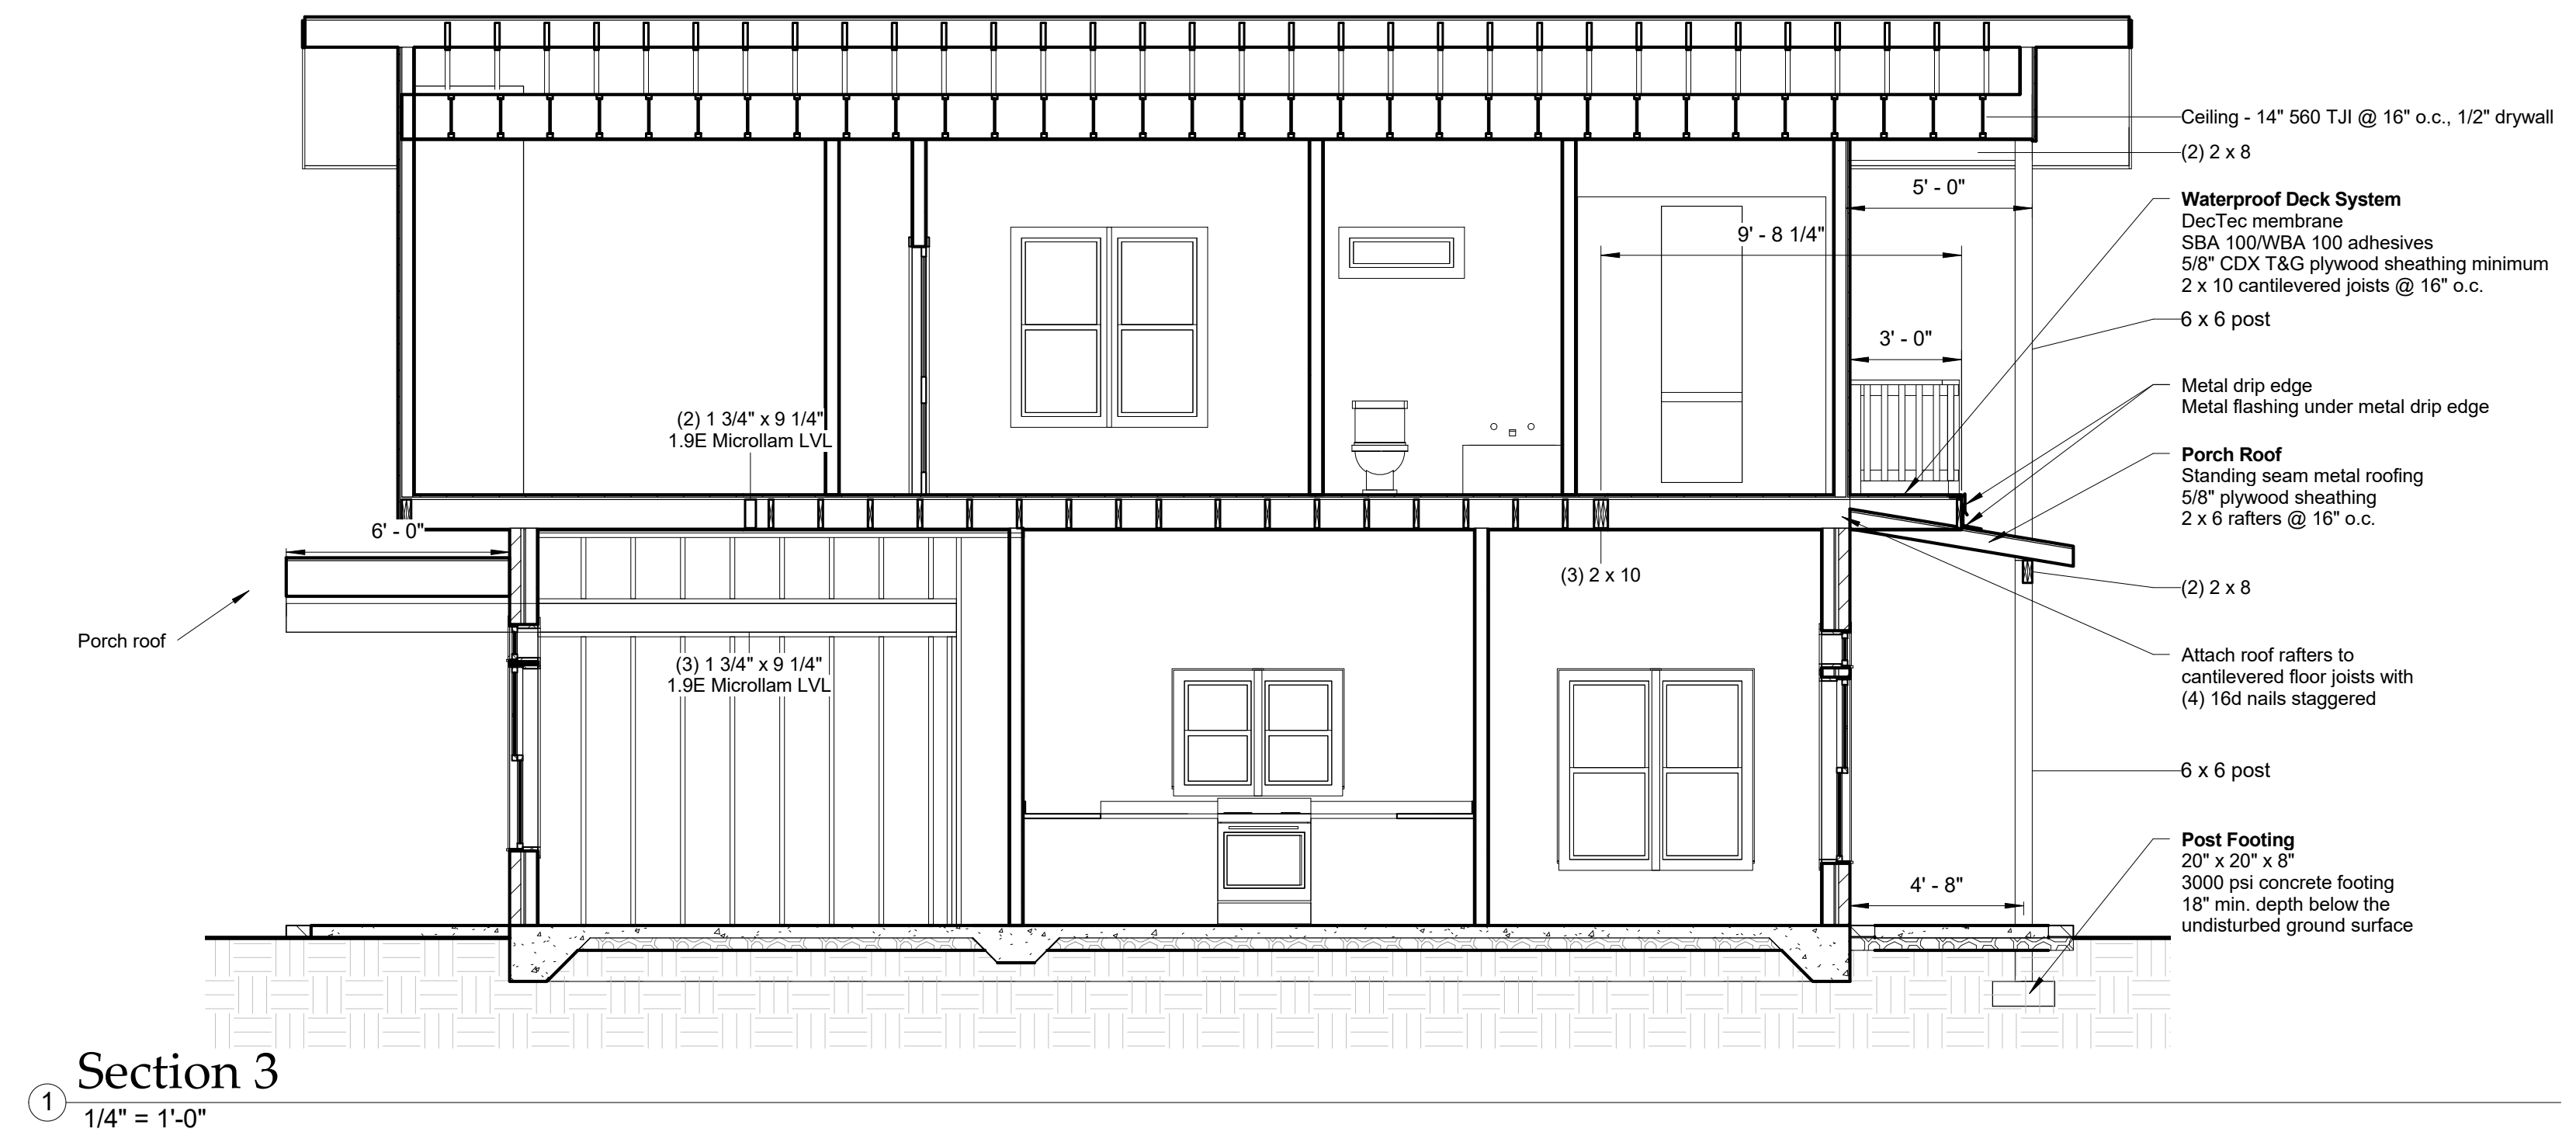 Ceiling - 14" 560 TJI @ 16" o.c., 1/2" drywall
(2) 2 x 8
5' - 0"
Waterproof Deck System
DecTec membrane
SBA 100/WBA 100 adhesives
5/8" CDX T&G plywood sheathing minimum
2 x 10 cantilevered joists @ 16" o.c.
9' - 8 1/4"
6 x 6 post
3' - 0"
Metal drip edge
Metal flashing under metal drip edge
(2) 1 3/4" x 9 1/4"
1.9E Microllam LVL
Porch Roof
Standing seam metal roofing
5/8" plywood sheathing
2 x 6 rafters @ 16" o.c.
6' - 0"
(3) 2 x 10
(2) 2 x 8
Porch roof
(3) 1 3/4" x 9 1/4"
1.9E Microllam LVL
Attach roof rafters to
cantilevered floor joists with
(4) 16d nails staggered
6 x 6 post
Post Footing
20" x 20" x 8"
3000 psi concrete footing
18" min. depth below the
undisturbed ground surface
4' - 8"
Section 3
1
1/4" = 1'-0"